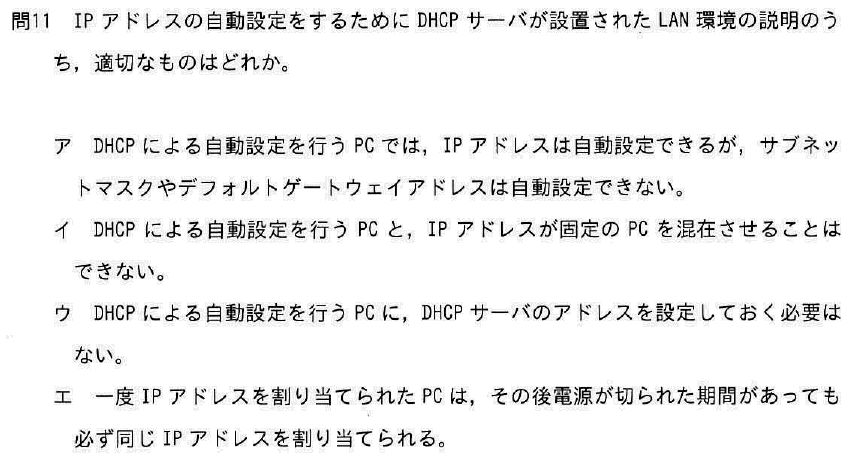 問11 IP アドレスの自動設定をするために DHCP サーバが設置された LAN 環境の説明のう
ち，適切なものはどれか。
ア DHCP による自動設定を行う PC では，IP アドレスは自動設定できるが，サブネッ
トマスクやデフォルトゲートウェイアドレスは自動設定できない。
イ DHCP による自動設定を行う PC と，IP アドレスが固定の PC を混在させることは
できない。
ウ DHCP による自動設定を行う PC に，DHCP サーバのアドレスを設定しておく必要は
ない。
エ 一度 IP アドレスを割り当てられた PC は，その後電源が切られた期間があっても
必ず同じ IP アドレスを割り当てられる。